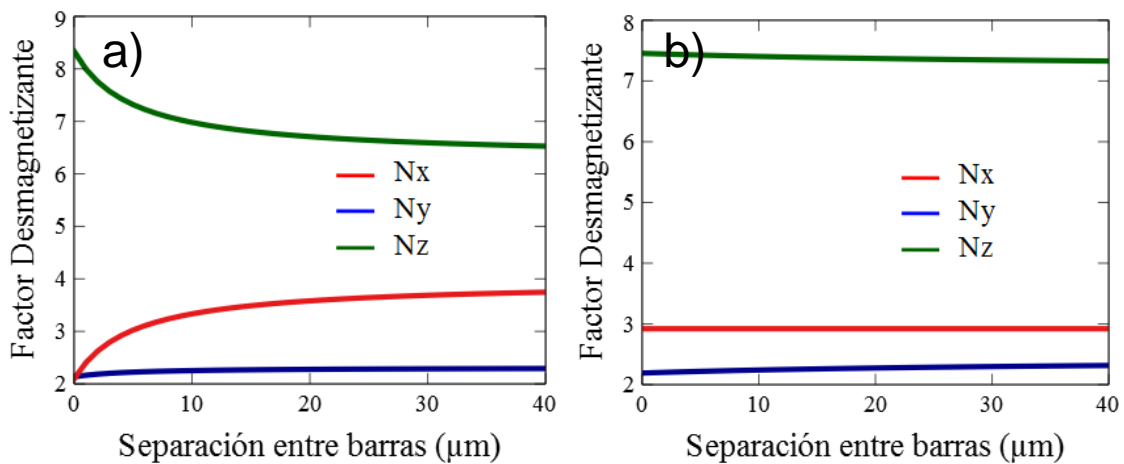 a)
9
8
7
6
5
4
3
2
Factor Desmagnetizante
Nx
Ny
Nz
0 10 20 30 40
Separación entre barras (μm)
b)
8
7
6
5
4
3
2
Factor Desmagnetizante
Nx
Ny
Nz
0 10 20 30 40
Separación entre barras (μm)